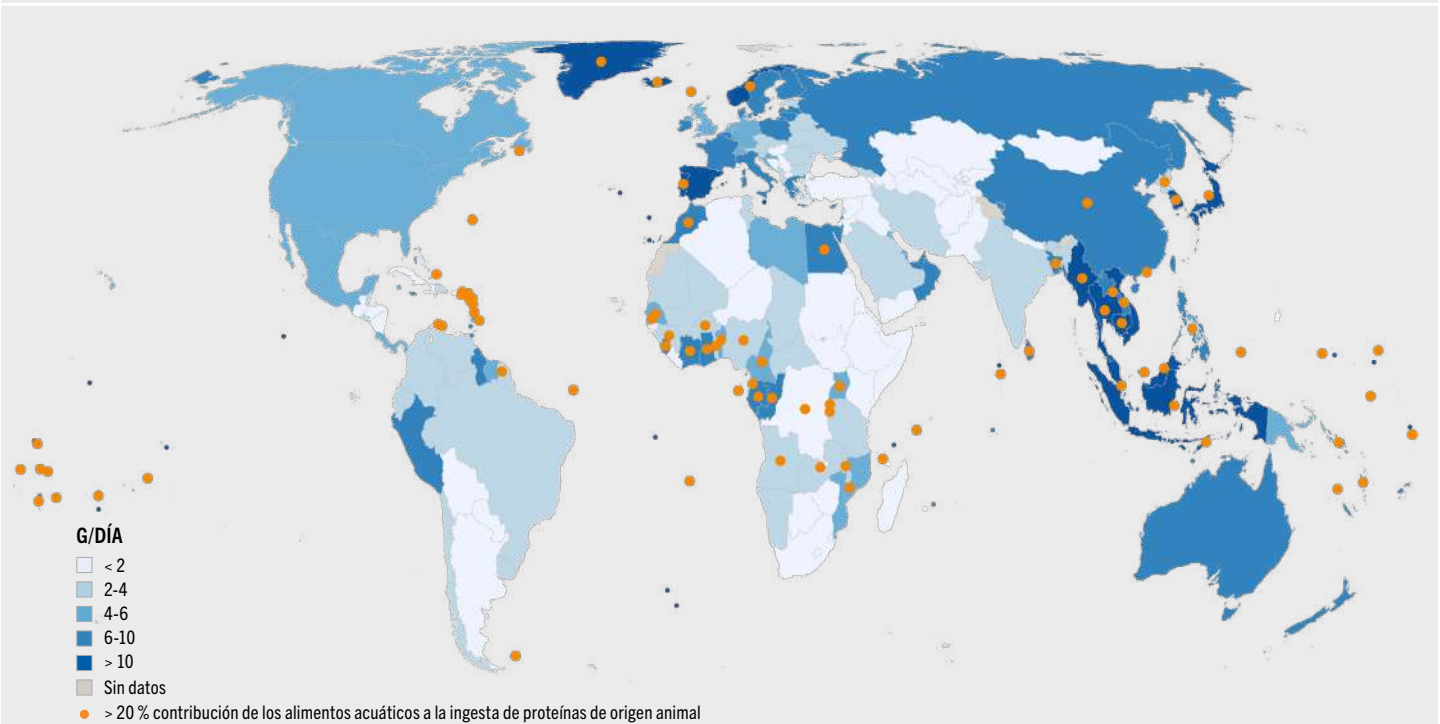 G/DÍA
< 2
2-4
4-6
6-10
> 10
Sin datos
> 20 % contribución de los alimentos acuáticos a la ingesta de proteínas de origen animal